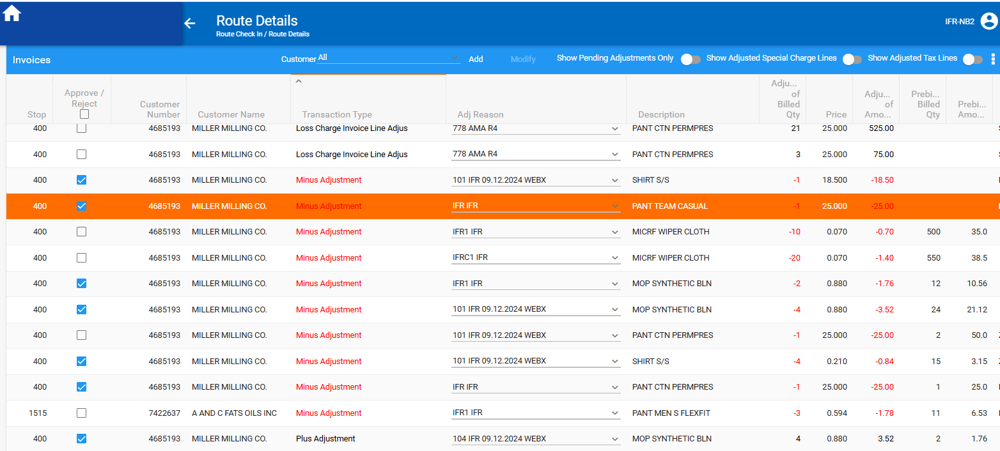 Route Details
IFR-NB2
Route Check In / Route Details
Invoices Customer All Add Modify Show Pending Adjustments Only Show Adjusted Special Charge Lines Show Adjusted Tax Lines
Stop Approve / Reject Customer Number Customer Name Transaction Type Adj Reason Description Adju... of Billed Qty Price Adju... of Amo... Prebi... Billed Qty Prebi... Amo...
400 4685193 MILLER MILLING CO. Loss Charge Invoice Line Adjus 778 AMA R4 PANT CTN PERMPRES 21 25.000 525.00
400 4685193 MILLER MILLING CO. Loss Charge Invoice Line Adjus 778 AMA R4 PANT CTN PERMPRES 3 25.000 75.00
400 4685193 MILLER MILLING CO. Minus Adjustment 101 IFR 09.12.2024 WEBX SHIRT S/S -1 18.500 -18.50
400 4685193 MILLER MILLING CO. Minus Adjustment IFR IFR PANT TEAM CASUAL -1 25.000 -25.00
400 4685193 MILLER MILLING CO. Minus Adjustment IFR1 IFR MICRF WIPER CLOTH -10 0.070 -0.70 500 35.0
400 4685193 MILLER MILLING CO. Minus Adjustment IFRC1 IFR MICRF WIPER CLOTH -20 0.070 -1.40 550 38.5
400 4685193 MILLER MILLING CO. Minus Adjustment IFR1 IFR MOP SYNTHETIC BLN -2 0.880 -1.76 12 10.56
400 4685193 MILLER MILLING CO. Minus Adjustment 101 IFR 09.12.2024 WEBX MOP SYNTHETIC BLN -4 0.880 -3.52 24 21.12
400 4685193 MILLER MILLING CO. Minus Adjustment 101 IFR 09.12.2024 WEBX PANT CTN PERMPRES -1 25.000 -25.00 2 50.0
400 4685193 MILLER MILLING CO. Minus Adjustment 101 IFR 09.12.2024 WEBX SHIRT S/S -4 0.210 -0.84 15 3.15
400 4685193 MILLER MILLING CO. Minus Adjustment IFR IFR PANT CTN PERMPRES -1 25.000 -25.00 1 25.0
1515 7422637 A AND C FATS OILS INC Minus Adjustment IFR1 IFR PANT MEN S FLEXFIT -3 0.594 -1.78 11 6.53
400 4685193 MILLER MILLING CO. Plus Adjustment 104 IFR 09.12.2024 WEBX MOP SYNTHETIC BLN 4 0.880 3.52 2 1.76